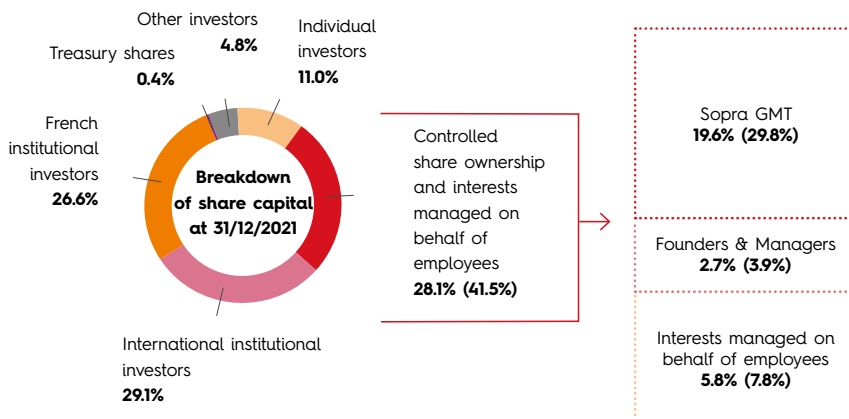 Other investors
4.8%
Individual
investors
11.0%
Treasury shares
0.4%
French
institutional
investors
26.6%
Breakdown
of share capital
at 31/12/2021
Controlled
share ownership
and interests
managed on
behalf of
employees
28.1% (41.5%)
International institutional
investors
29.1%
Sopra GMT
19.6% (29.8%)
Founders & Managers
2.7% (3.9%)
Interests managed on
behalf of employees
5.8% (7.8%)